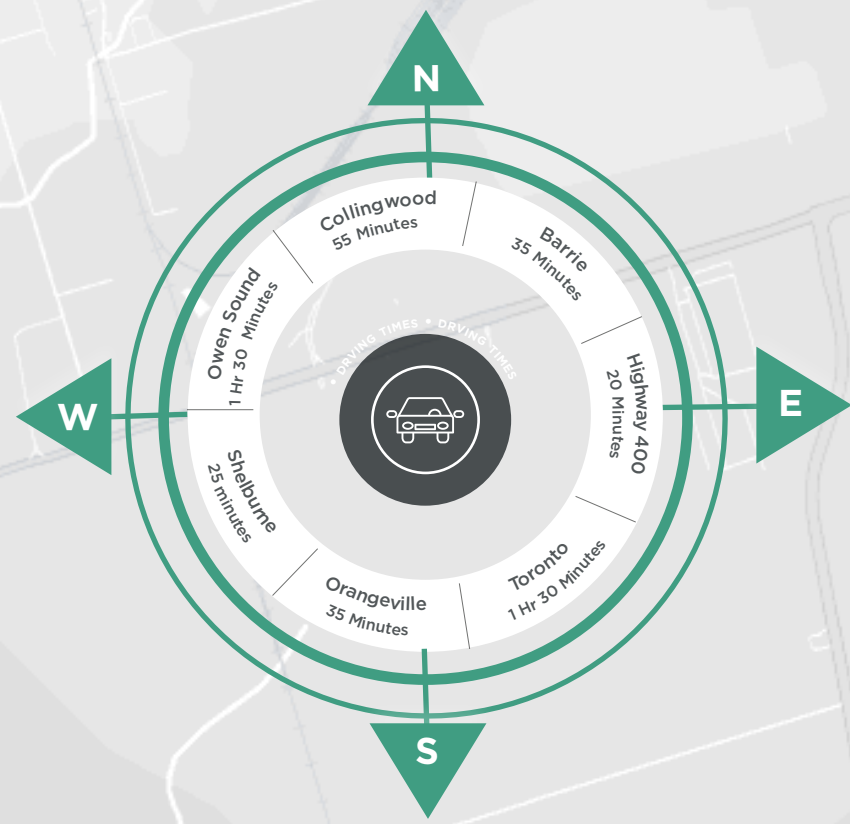 N
Collingwood
55 Minutes
Barrie
35 Minutes
Highway 400
20 Minutes
E
Toronto
1 Hr 30 Minutes
S
Orangeville
35 Minutes
Shelburne
25 minutes
W
Owen Sound
1 Hr 30 Minutes
• DRVING TIMES • DRVING TIMES